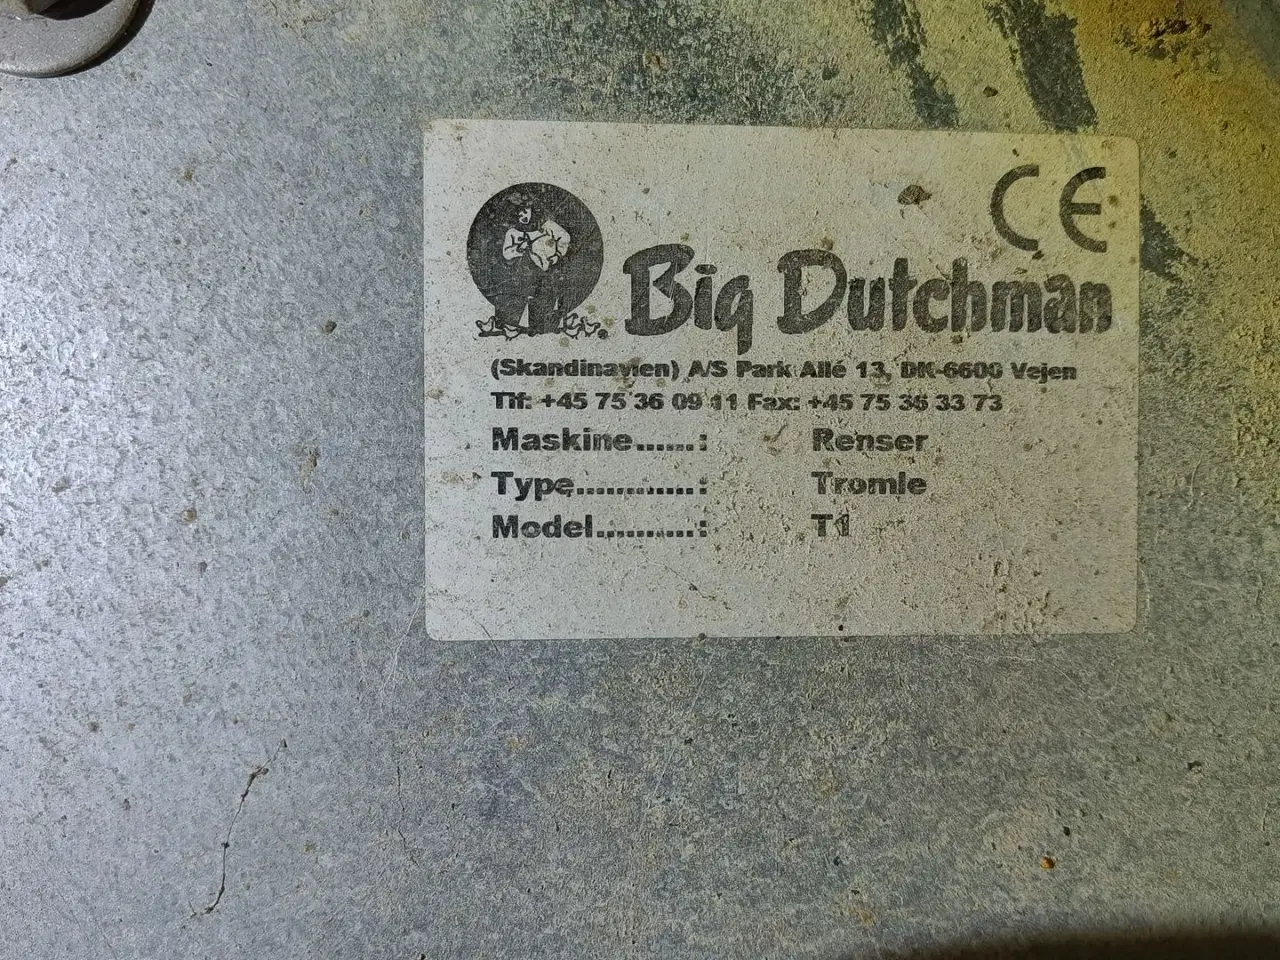 CE
Big Dutchman
(Skandinavien) A/S Park Allé 13, DK-6600 Vejen
Tlf: +45 75 36 09 11 Fax: +45 75 36 33 73
Maskine......: Renser
Type............: Tromle
Model..........: T1